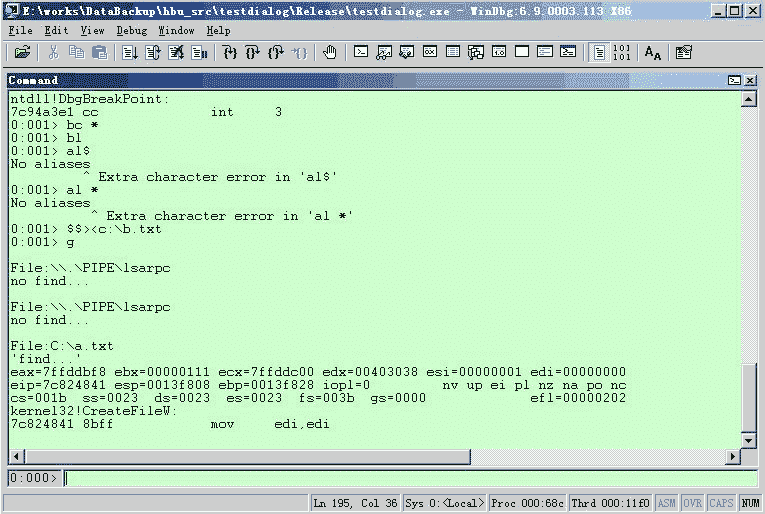 E:\works\DataBackup\hbu_src\testdialog\Release\testdialog.exe - WinDbg:6.9.0003.113 X86
File Edit View Debug Window Help
101
101
AA
Command
ntdll!DbgBreakPoint:
7c94a3e1 cc int 3
0:001> bc *
0:001> bl
0:001> al$
No aliases
^ Extra character error in 'al$'
0:001> al *
No aliases
^ Extra character error in 'al *'
0:001> $$><c:\b.txt
0:001> g
File:\\.\PIPE\lsarpc
no find...
File:\\.\PIPE\lsarpc
no find...
File:C:\a.txt
'find...'
eax=7ffddbf8 ebx=00000111 ecx=7ffddc00 edx=00403038 esi=00000001 edi=00000000
eip=7c824841 esp=0013f808 ebp=0013f828 iopl=0 nv up ei pl nz na po nc
cs=001b ss=0023 ds=0023 es=0023 fs=003b gs=0000 efl=00000202
kernel32!CreateFileW:
7c824841 8bff mov edi,edi
0:000>
Ln 195, Col 36 Sys 0:<Local> Proc 000:68c Thrd 000:11f0 ASM OVR CAPS NUM